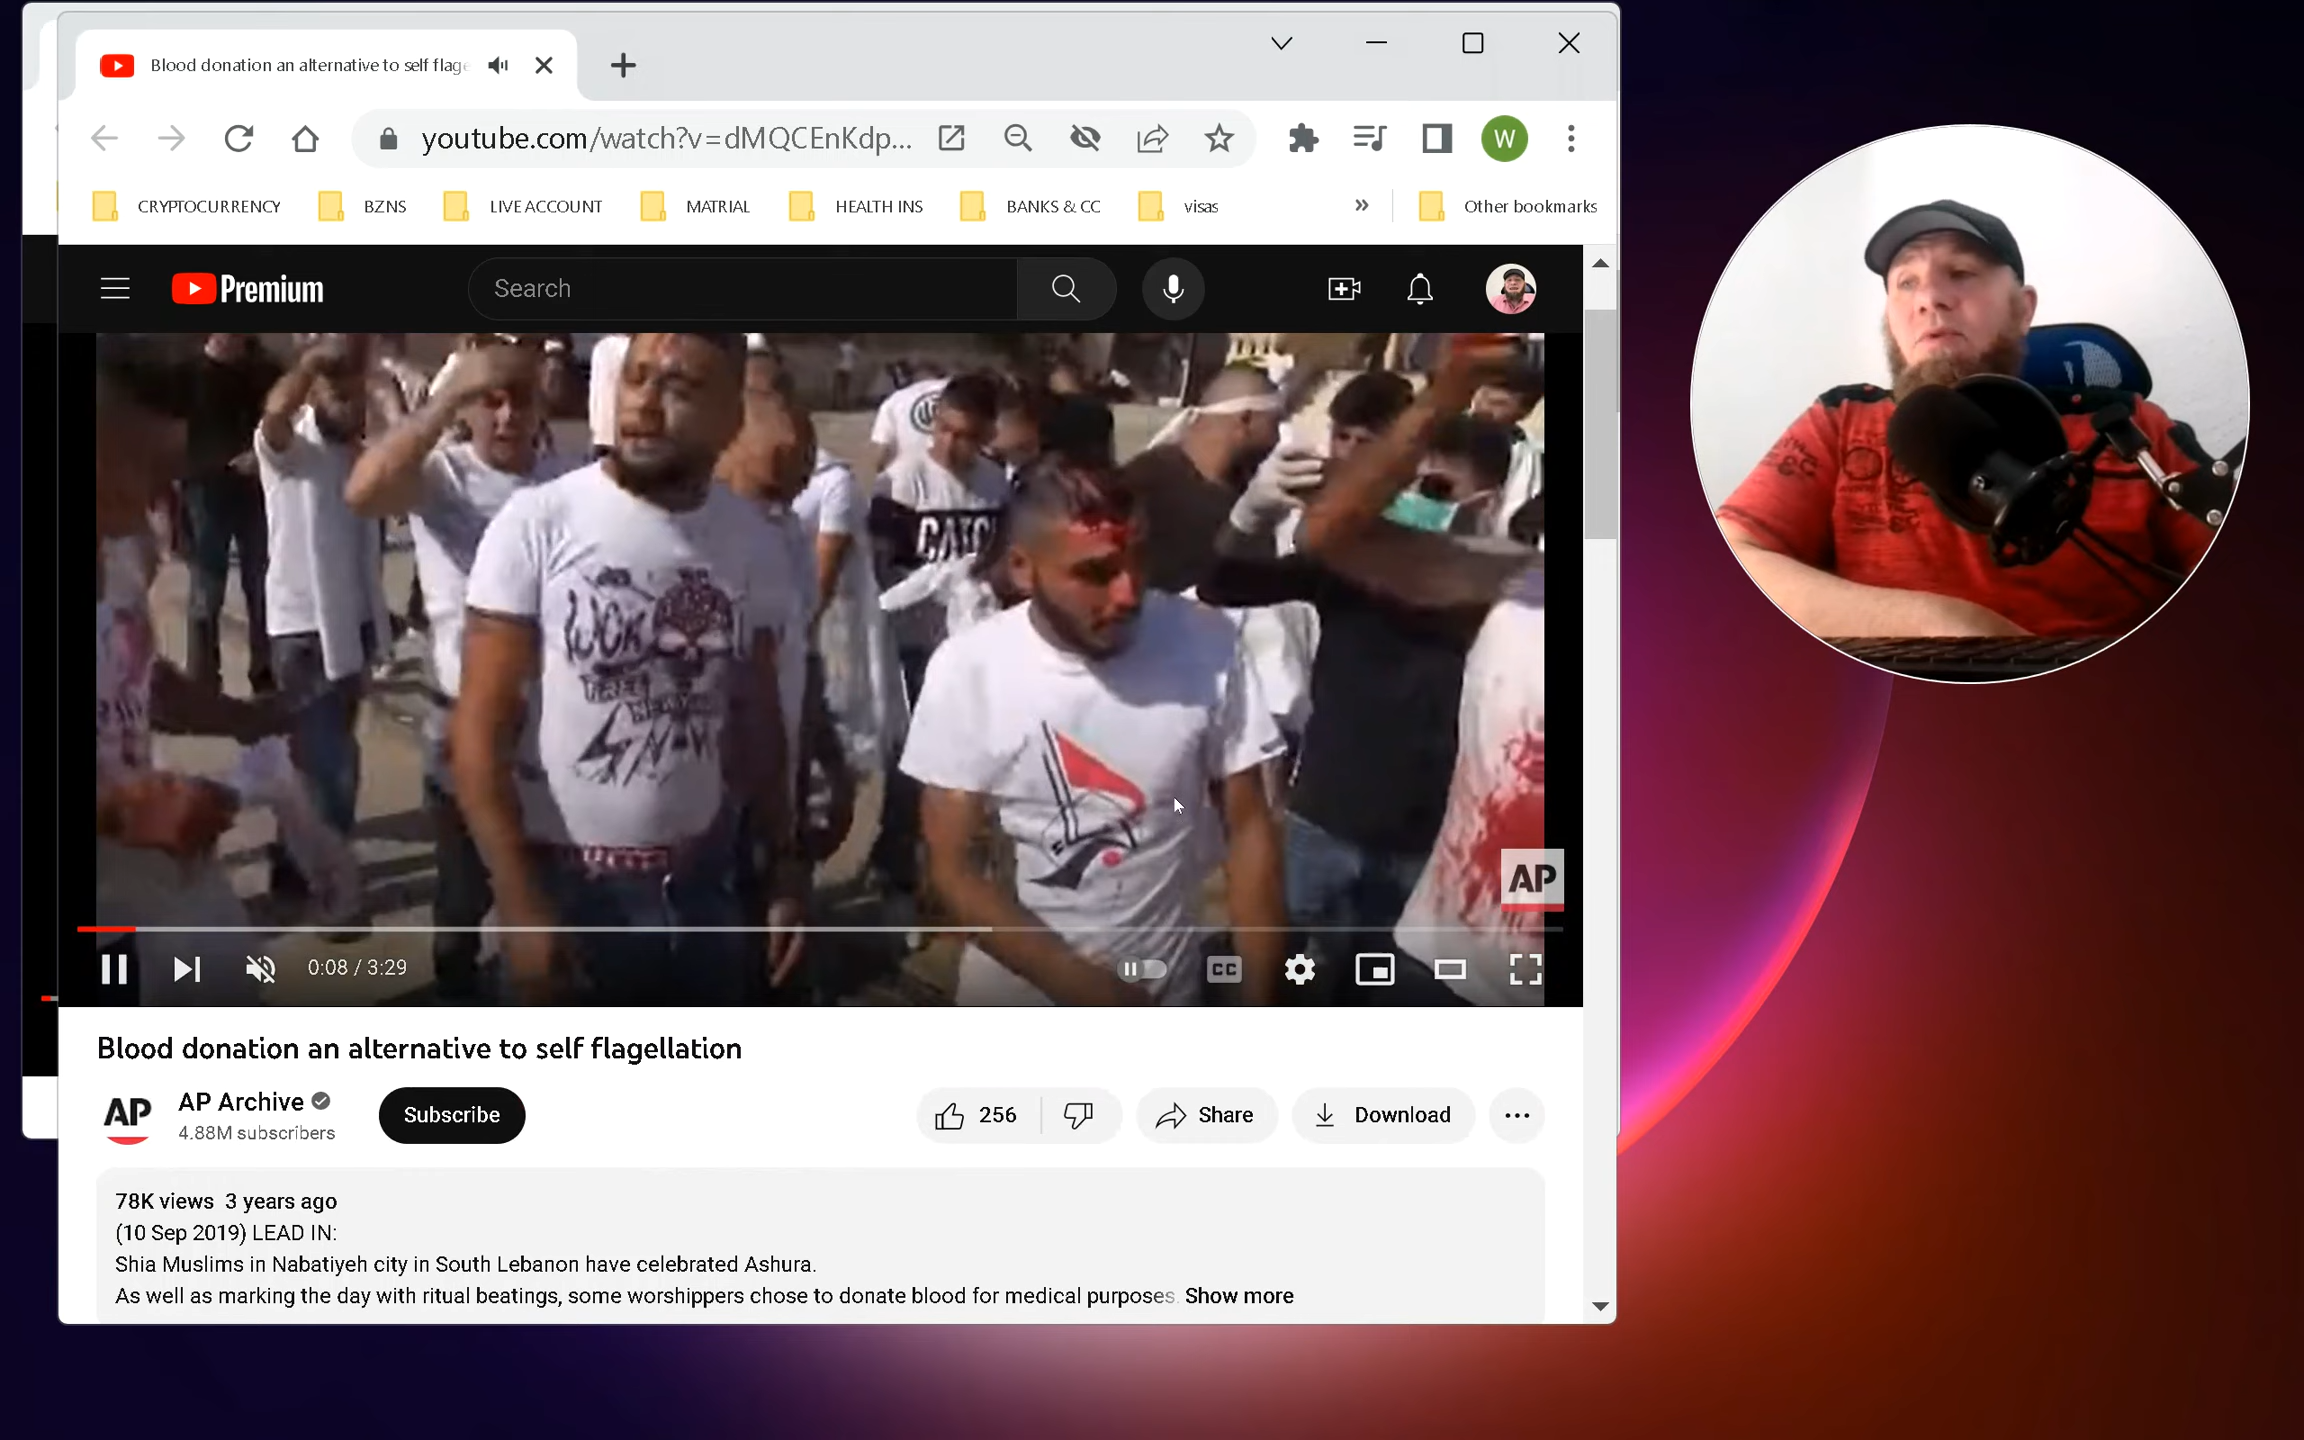 Blood donation an alternative to self flage
youtube.com/watch?v=dMQCEnKdp...
W
CRYPTOCURRENCY BZNS LIVE ACCOUNT MATRIAL HEALTH INS BANKS & CC visas » Other bookmarks
Premium Search
AP
0:08 / 3:29
CC
Blood donation an alternative to self flagellation
AP AP Archive
4.88M subscribers
Subscribe
256
Share
Download
78K views 3 years ago
(10 Sep 2019) LEAD IN:
Shia Muslims in Nabatiyeh city in South Lebanon have celebrated Ashura.
As well as marking the day with ritual beatings, some worshippers chose to donate blood for medical purposes. Show more